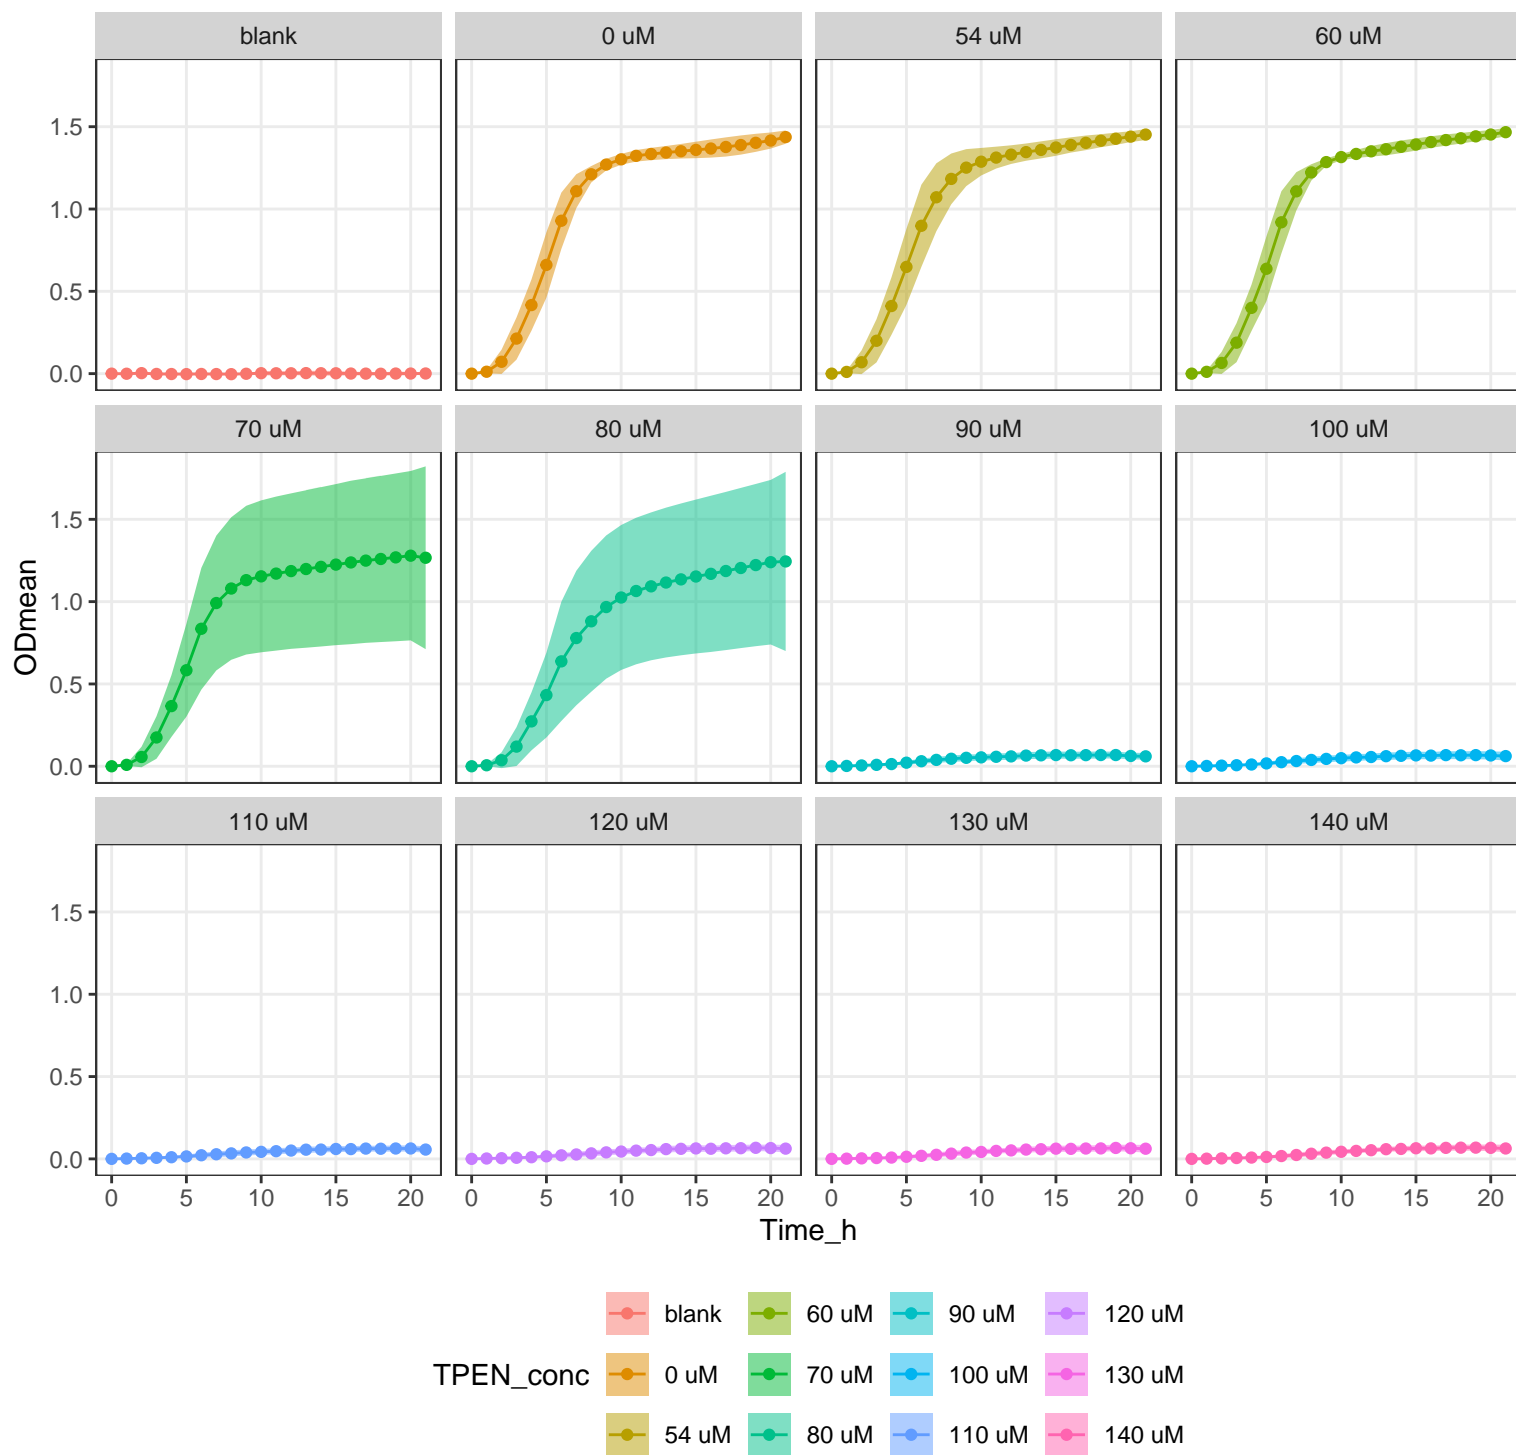 blank 0 uM 54 uM 60 uM
1.5
1.0
0.5
0.0
70 uM 80 uM 90 uM 100 uM
1.5
1.0
0.5
0.0
ODmean
110 uM 120 uM 130 uM 140 uM
1.5
1.0
0.5
0.0
0 5 10 15 20 0 5 10 15 20 0 5 10 15 20 0 5 10 15 20
Time_h
TPEN_conc
blank 60 uM 90 uM 120 uM
0 uM 70 uM 100 uM 130 uM
54 uM 80 uM 110 uM 140 uM